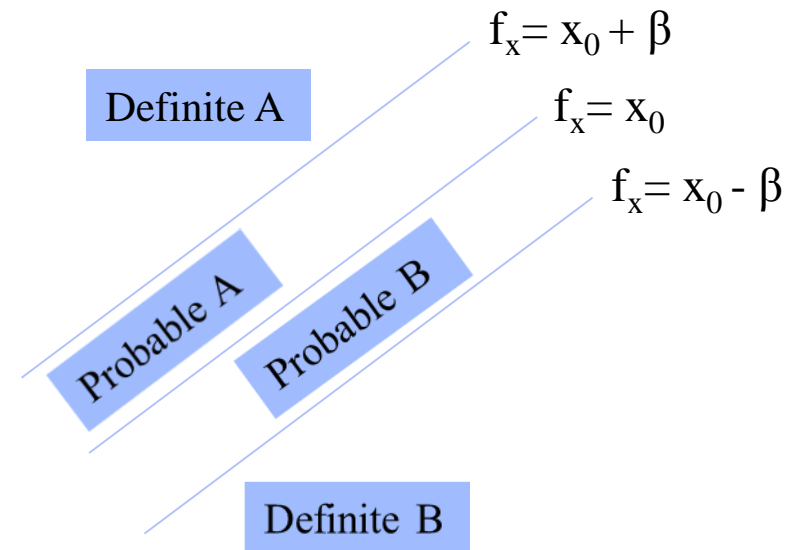 fₓ= x₀ + β
Definite A
fₓ= x₀
fₓ= x₀ - β
Probable A
Probable B
Definite B